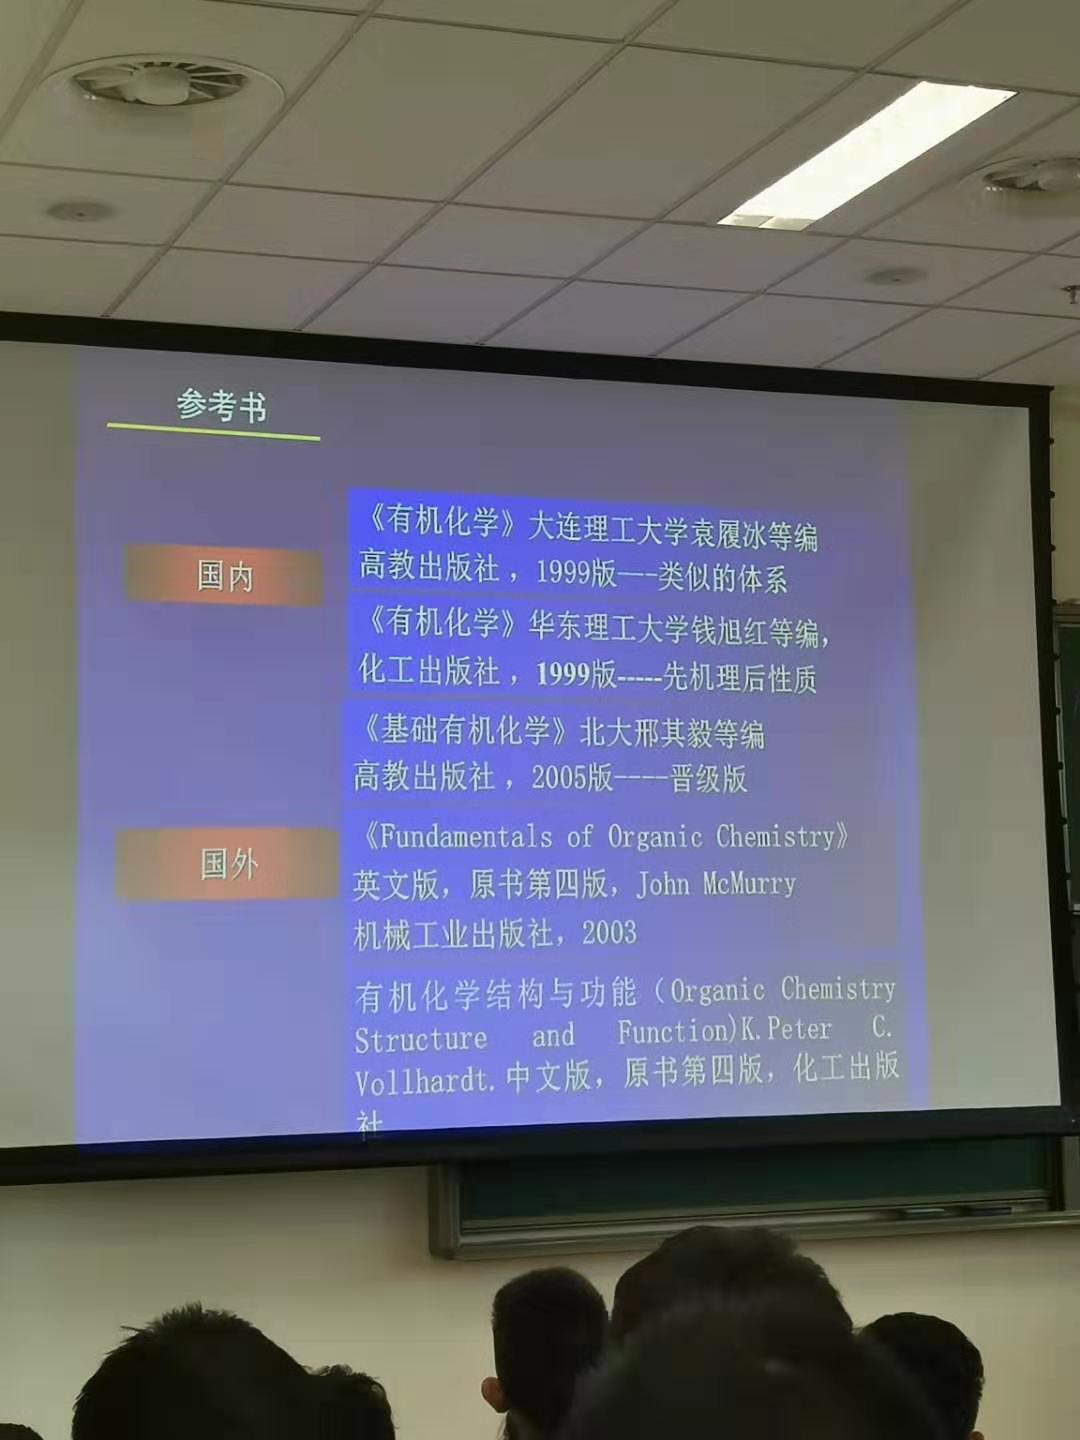 参考书
国内
《有机化学》大连理工大学袁履冰等编
高教出版社，1999版---类似的体系
《有机化学》华东理工大学钱旭红等编，
化工出版社，1999版-----先机理后性质
《基础有机化学》北大邢其毅等编
高教出版社，2005版----晋级版
国外
《Fundamentals of Organic Chemistry》
英文版，原书第四版，John McMurry
机械工业出版社，2003
有机化学结构与功能（Organic Chemistry
Structure and Function)K.Peter C.
Vollhardt.中文版，原书第四版，化工出版
社